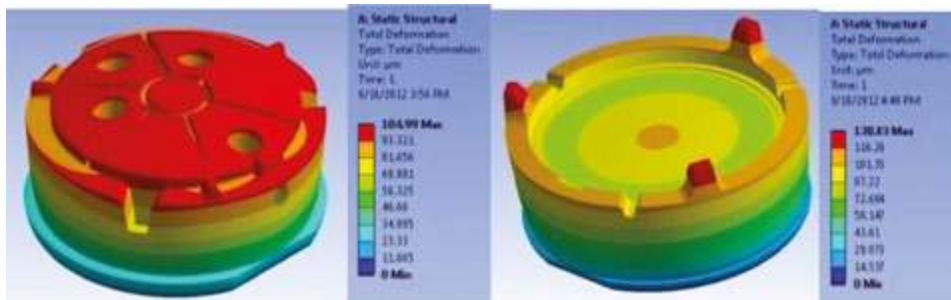 A: Static Structural
Total Deformation
Type: Total Deformation
Unit: µm
Time: 1
104.99 Max
93.323
81.656
69.991
58.325
46.66
34.995
23.33
11.665
0 Min
A: Static Structural
Total Deformation
Type: Total Deformation
Unit: µm
Time: 1
130.83 Max
116.29
87.22
72.684
58.147
43.61
29.073
14.537
0 Min